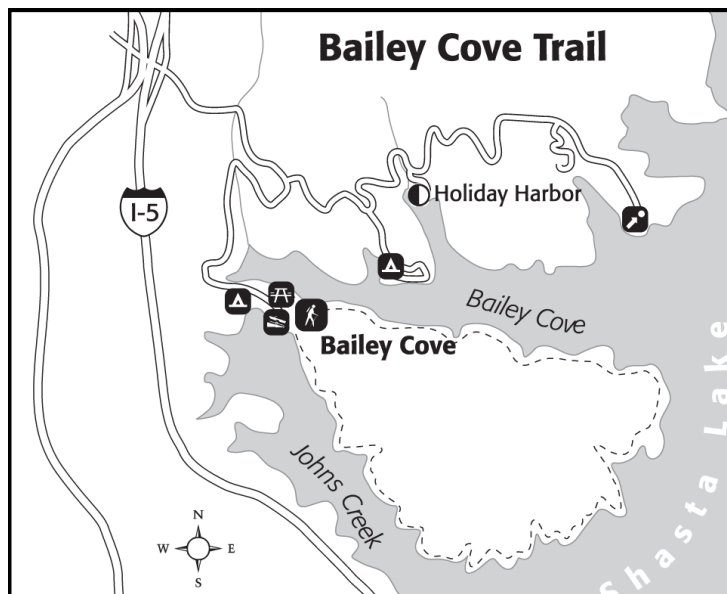 Bailey Cove Trail
I-5
Holiday Harbor
Bailey Cove
Bailey Cove
Johns Creek
Shasta Lake
N
W E
S